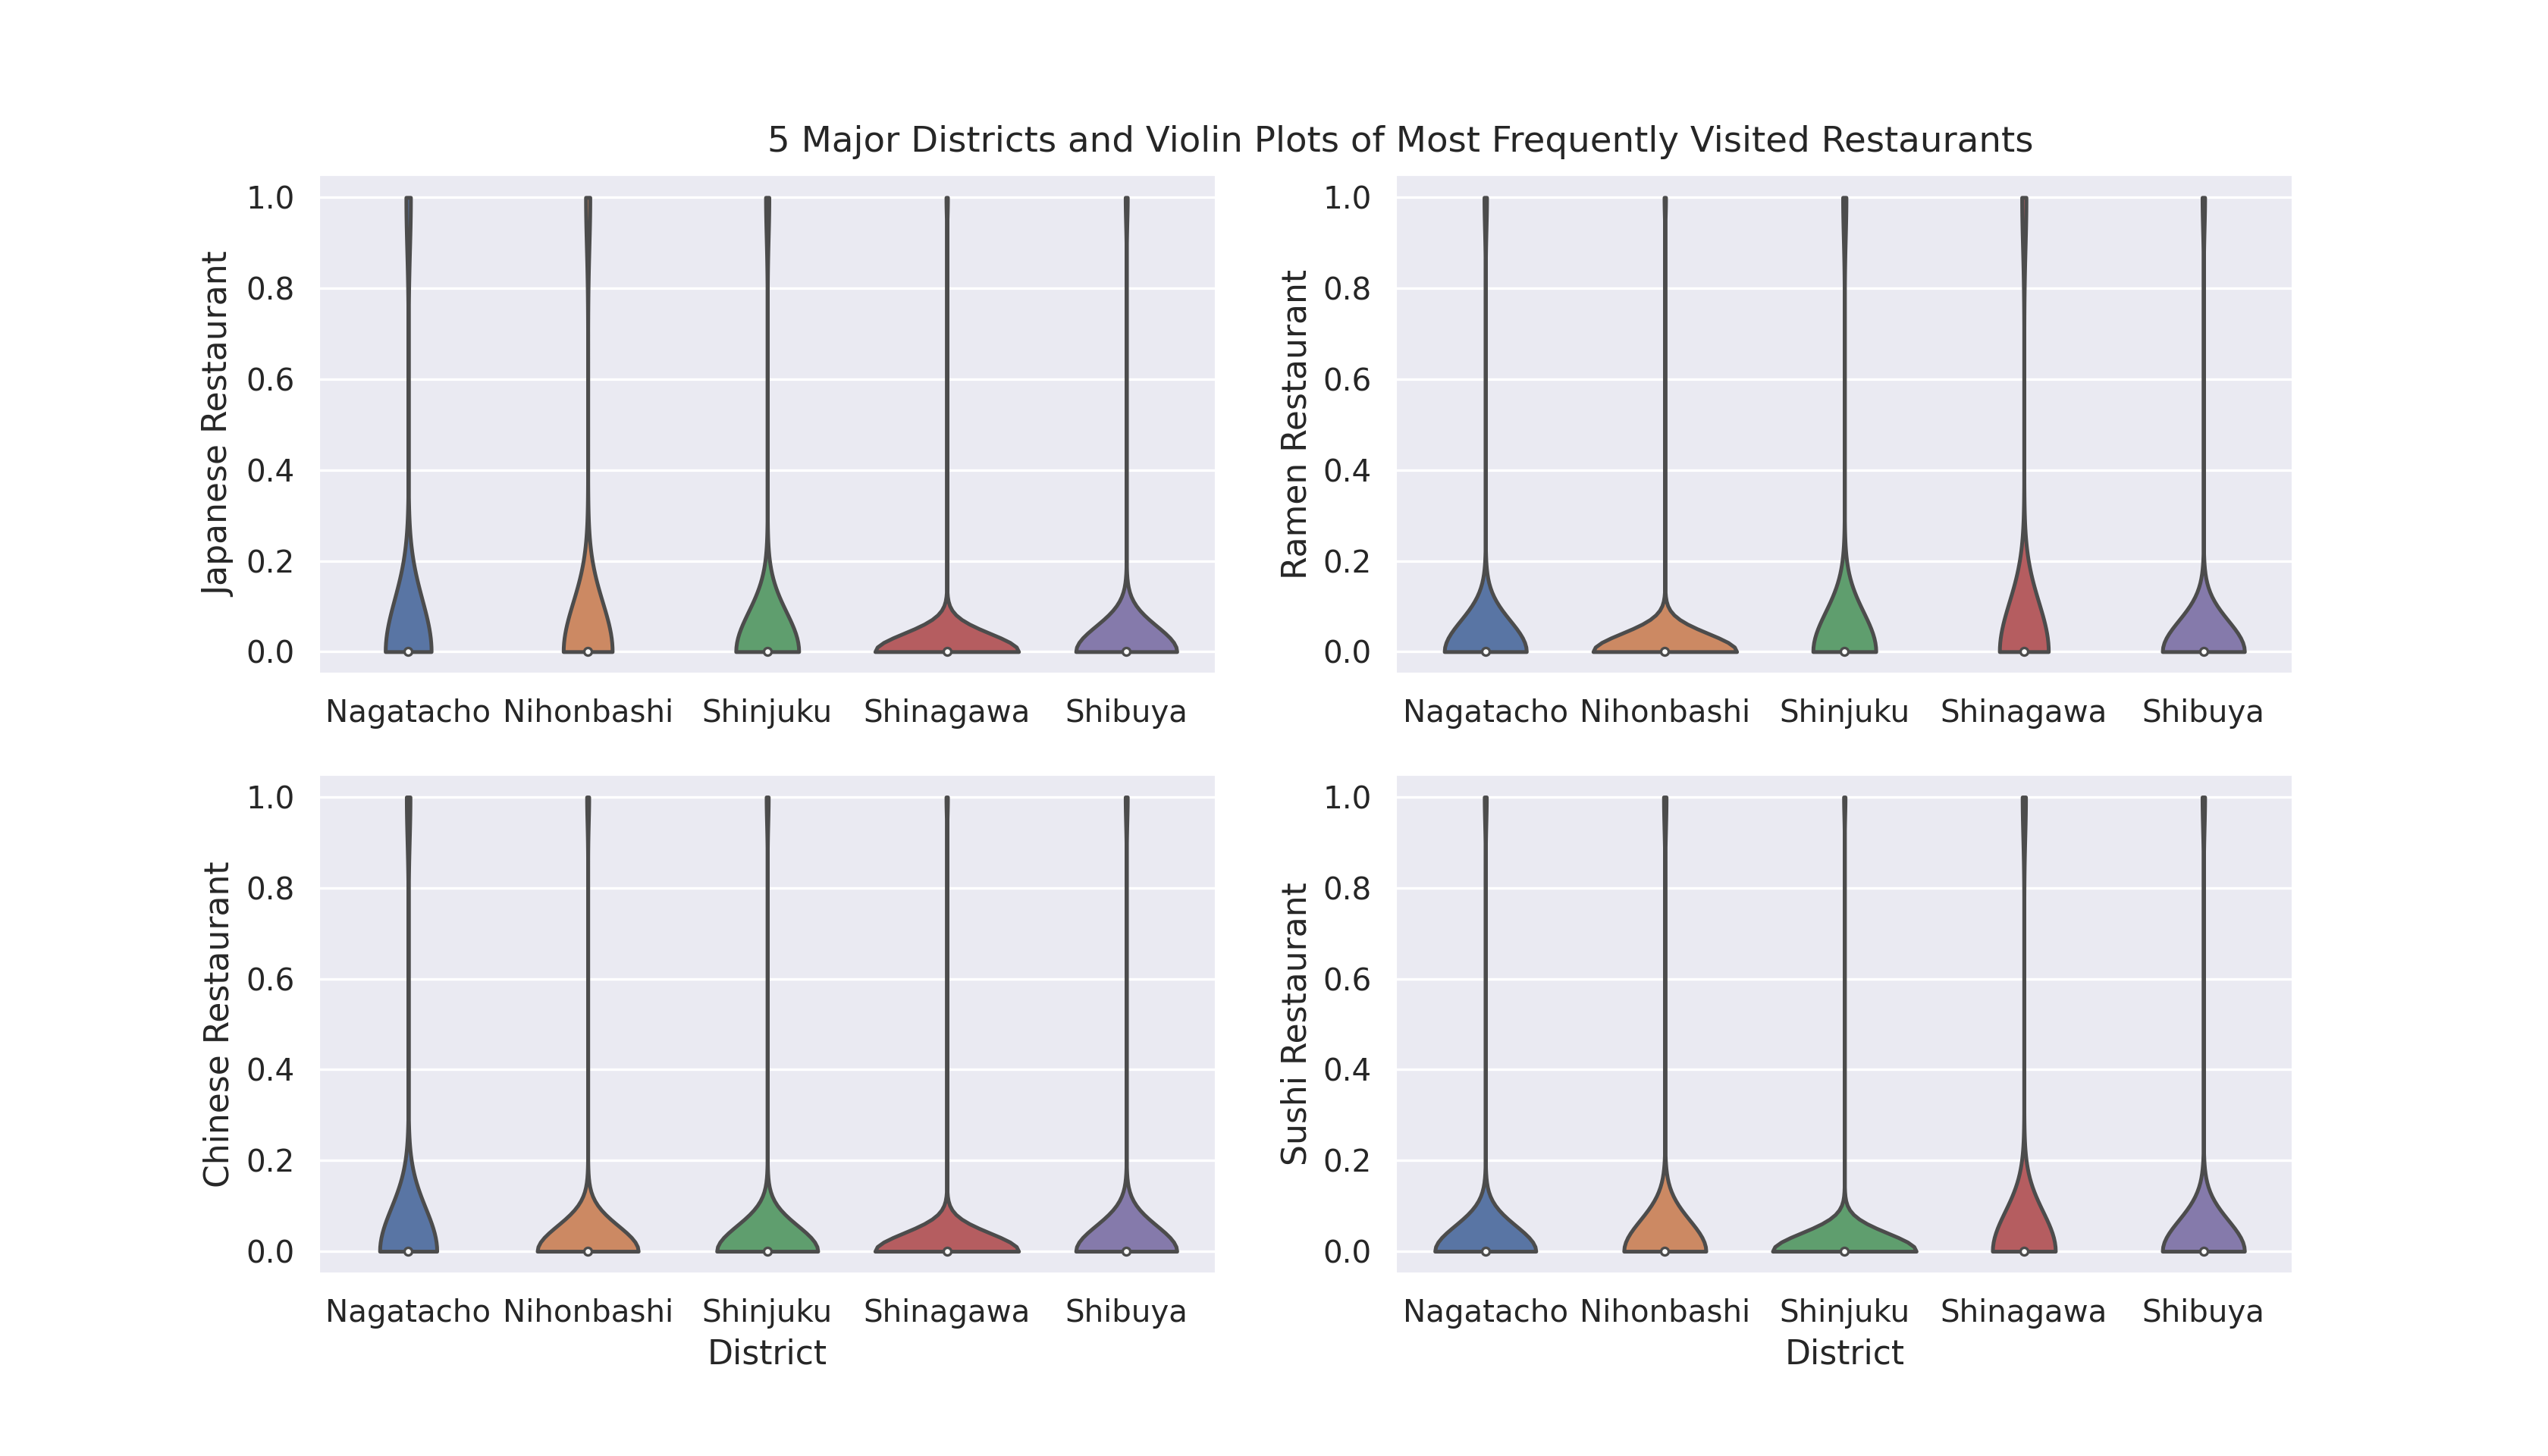 5 Major Districts and Violin Plots of Most Frequently Visited Restaurants
Japanese Restaurant
1.0
0.8
0.6
0.4
0.2
0.0
Nagatacho Nihonbashi Shinjuku Shinagawa Shibuya
Ramen Restaurant
1.0
0.8
0.6
0.4
0.2
0.0
Nagatacho Nihonbashi Shinjuku Shinagawa Shibuya
Chinese Restaurant
1.0
0.8
0.6
0.4
0.2
0.0
Nagatacho Nihonbashi Shinjuku Shinagawa Shibuya
District
Sushi Restaurant
1.0
0.8
0.6
0.4
0.2
0.0
Nagatacho Nihonbashi Shinjuku Shinagawa Shibuya
District